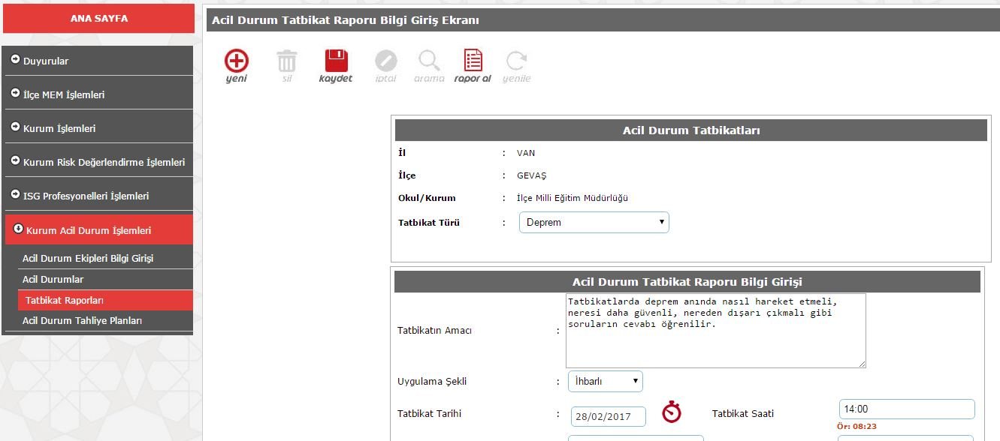 ANA SAYFA
Duyurular
İlçe MEM İşlemleri
Kurum İşlemleri
Kurum Risk Değerlendirme İşlemleri
ISG Profesyonelleri İşlemleri
Kurum Acil Durum İşlemleri
Acil Durum Ekipleri Bilgi Girişi
Acil Durumlar
Tatbikat Raporları
Acil Durum Tahliye Planları
Acil Durum Tatbikat Raporu Bilgi Giriş Ekranı
yeni sil kaydet iptal arama rapor al yenile
Acil Durum Tatbikatları
İl : VAN
İlçe : GEVAŞ
Okul/Kurum : İlçe Milli Eğitim Müdürlüğü
Tatbikat Türü : Deprem
Acil Durum Tatbikat Raporu Bilgi Girişi
Tatbikatlarda deprem anında nasıl hareket etmeli,
neresi daha güvenli, nereden dışarı çıkmalı gibi
soruların cevabı öğrenilir.
Tatbikatın Amacı :
Uygulama Şekli : İhbarlı
Tatbikat Tarihi : 28/02/2017 Tatbikat Saati 14:00
Ör: 08:23